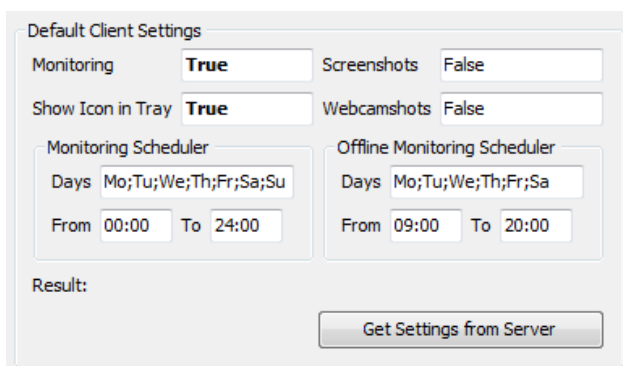 Default Client Settings
Monitoring True Screenshots False
Show Icon in Tray True Webcamshots False
Monitoring Scheduler Offline Monitoring Scheduler
Days Mo;Tu;We;Th;Fr;Sa;Su Days Mo;Tu;We;Th;Fr;Sa
From 00:00 To 24:00 From 09:00 To 20:00
Result:
Get Settings from Server